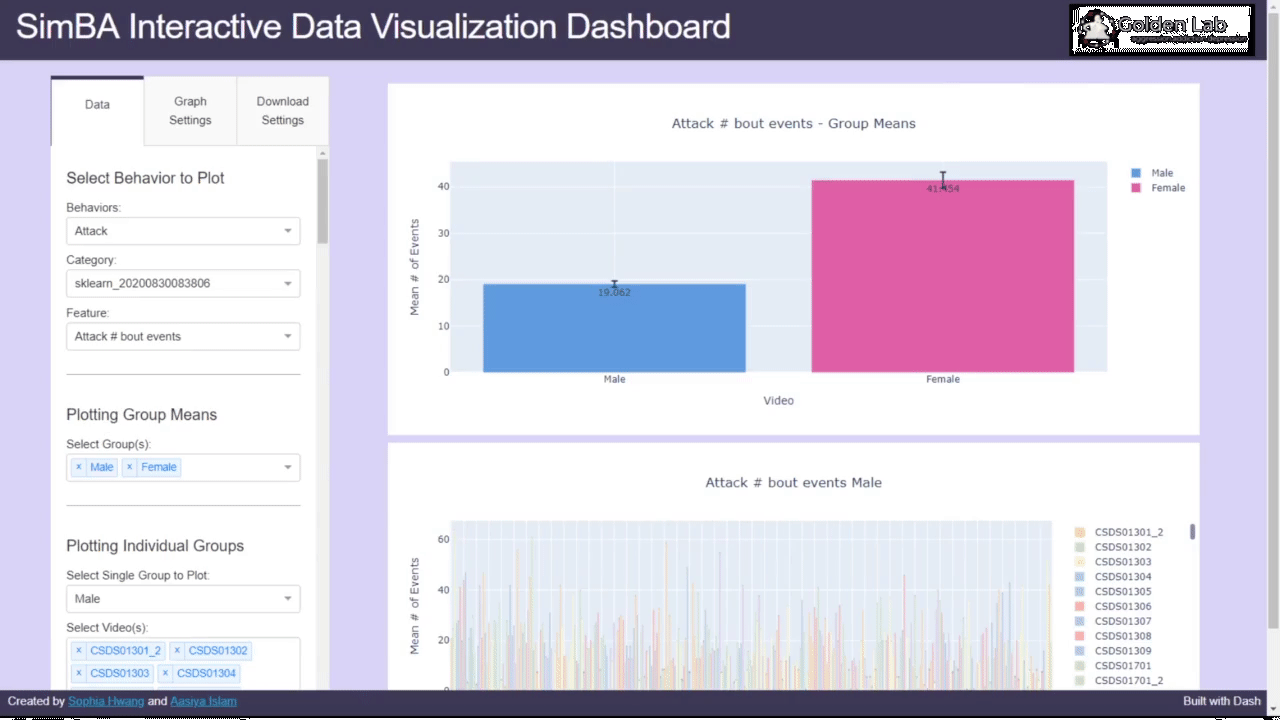 SimBA Interactive Data Visualization Dashboard
Golden Lab
aggression addiction depression
Data
Graph Settings
Download Settings
Select Behavior to Plot
Behaviors:
Attack
Category:
sklearn_20200830083806
Feature:
Attack # bout events
Plotting Group Means
Select Group(s):
× Male × Female
Plotting Individual Groups
Select Single Group to Plot:
Male
Select Video(s):
× CSDS01301_2 × CSDS01302
× CSDS01303 × CSDS01304
Attack # bout events - Group Means
Mean # of Events
40
30
20
10
0
19.062
Male
Female
Video
Male
Female
Attack # bout events Male
Mean # of Events
60
40
20
0
CSDS01301_2
CSDS01302
CSDS01303
CSDS01304
CSDS01305
CSDS01306
CSDS01307
CSDS01308
CSDS01309
CSDS01701
CSDS01701_2
Created by Sophia Hwang and Aasiya Islam
Built with Dash